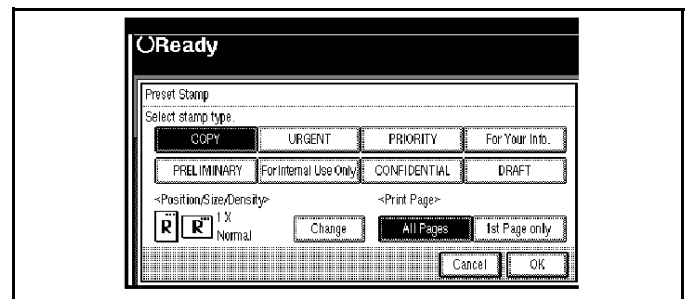 Ready
Preset Stamp
Select stamp type.
COPY URGENT PRIORITY For Your Info.
PRELIMINARY For Internal Use Only CONFIDENTIAL DRAFT
<Position/Size/Density> <Print Page>
R R 1 X
Normal Change All Pages 1st Page only
Cancel OK